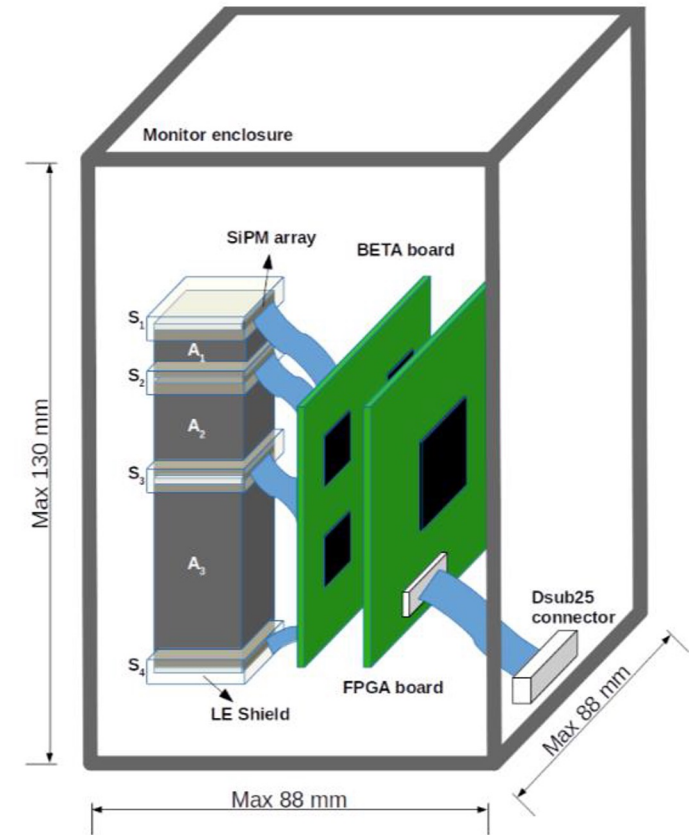 Monitor enclosure
SiPM array
BETA board
S1
A1
S2
A2
S3
A3
S4
LE Shield
FPGA board
Dsub25
connector
Max 130 mm
Max 88 mm
Max 88 mm